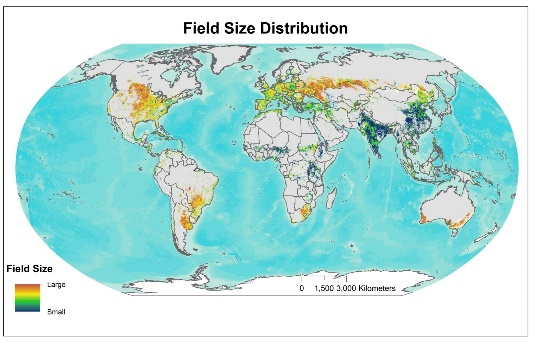 Field Size Distribution
Field Size
Large
Small
0 1,500 3,000 Kilometers